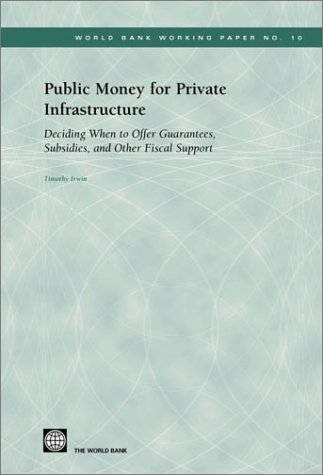 WORLD BANK WORKING PAPER NO. 10
Public Money for Private
Infrastructure
Deciding When to Offer Guarantees,
Subsidies, and Other Fiscal Support
Timothy Irwin
THE WORLD BANK